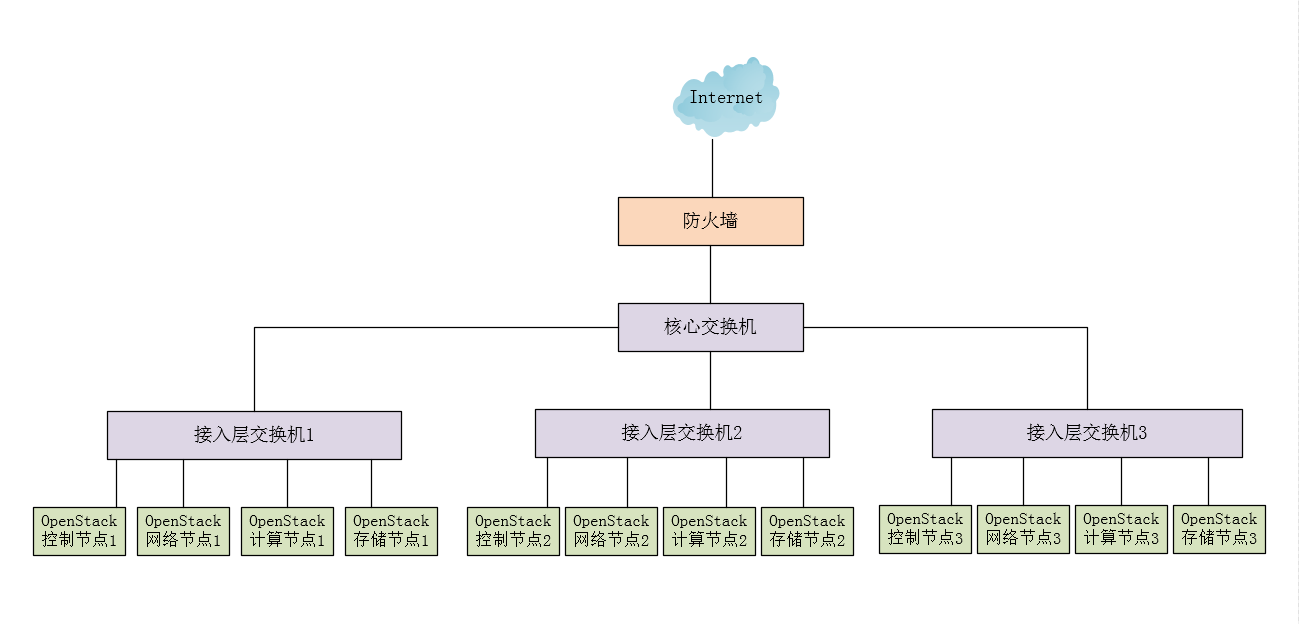 Internet
防火墙
核心交换机
接入层交换机1
接入层交换机2
接入层交换机3
OpenStack
控制节点1
OpenStack
网络节点1
OpenStack
计算节点1
OpenStack
存储节点1
OpenStack
控制节点2
OpenStack
网络节点2
OpenStack
计算节点2
OpenStack
存储节点2
OpenStack
控制节点3
OpenStack
网络节点3
OpenStack
计算节点3
OpenStack
存储节点3